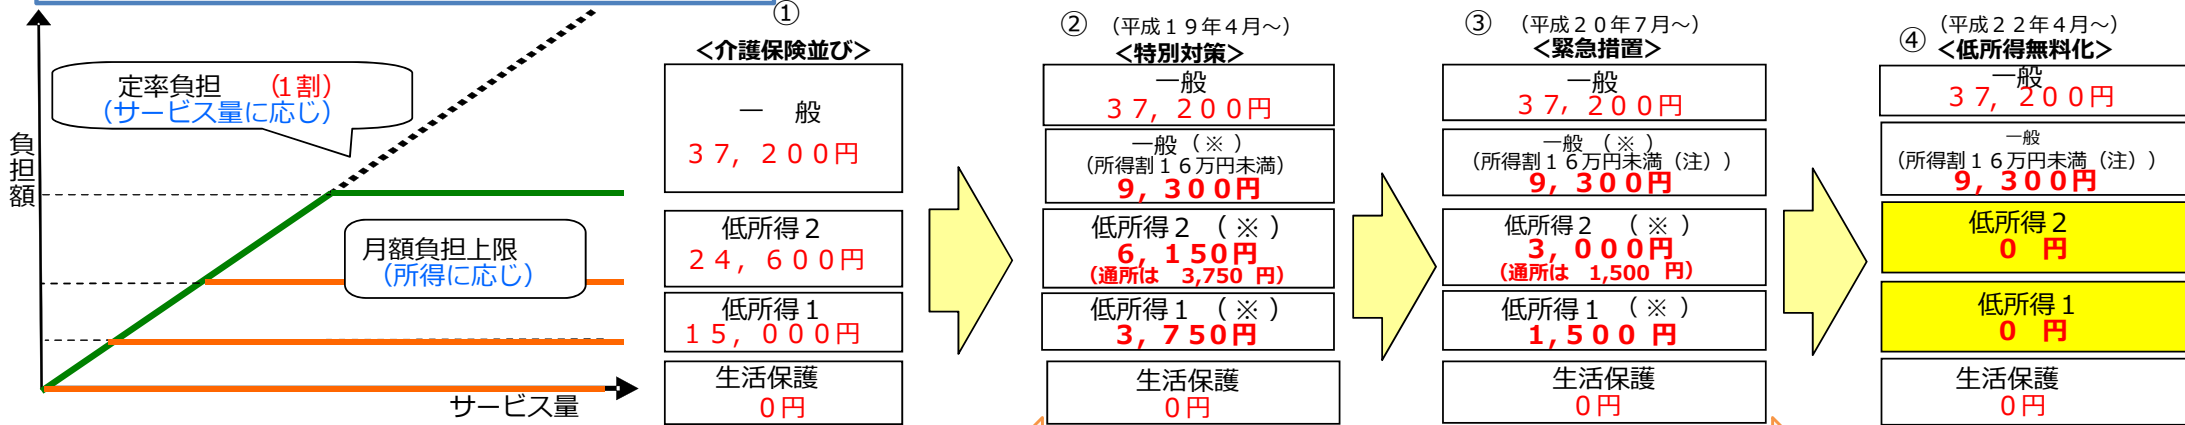 定率負担　（1割）
（サービス量に応じ）
負担額
月額負担上限
（所得に応じ）
サービス量
①
＜介護保険並び＞
一　般
３７，２００円
低所得２
２４，６００円
低所得１
１５，０００円
生活保護
０円
②　（平成１９年４月～）
＜特別対策＞
一般
３７，２００円
一般（※）
（所得割１６万円未満）
９，３００円
低所得２　（※）
６，１５０円
（通所は　3,750 円）
低所得１　（※）
３，７５０円
生活保護
０円
③　（平成２０年７月～）
＜緊急措置＞
一般
３７，２００円
一般　（※）
（所得割１６万円未満（注））
９，３００円
低所得２　（※）
３，０００円
（通所は　1,500 円）
低所得１　（※）
１，５００ 円
生活保護
０円
（平成２２年４月～）
④　＜低所得無料化＞
一般
３７，２００円
一般
（所得割１６万円未満（注））
９，３００円
低所得２
０ 円
低所得１
０ 円
生活保護
０円